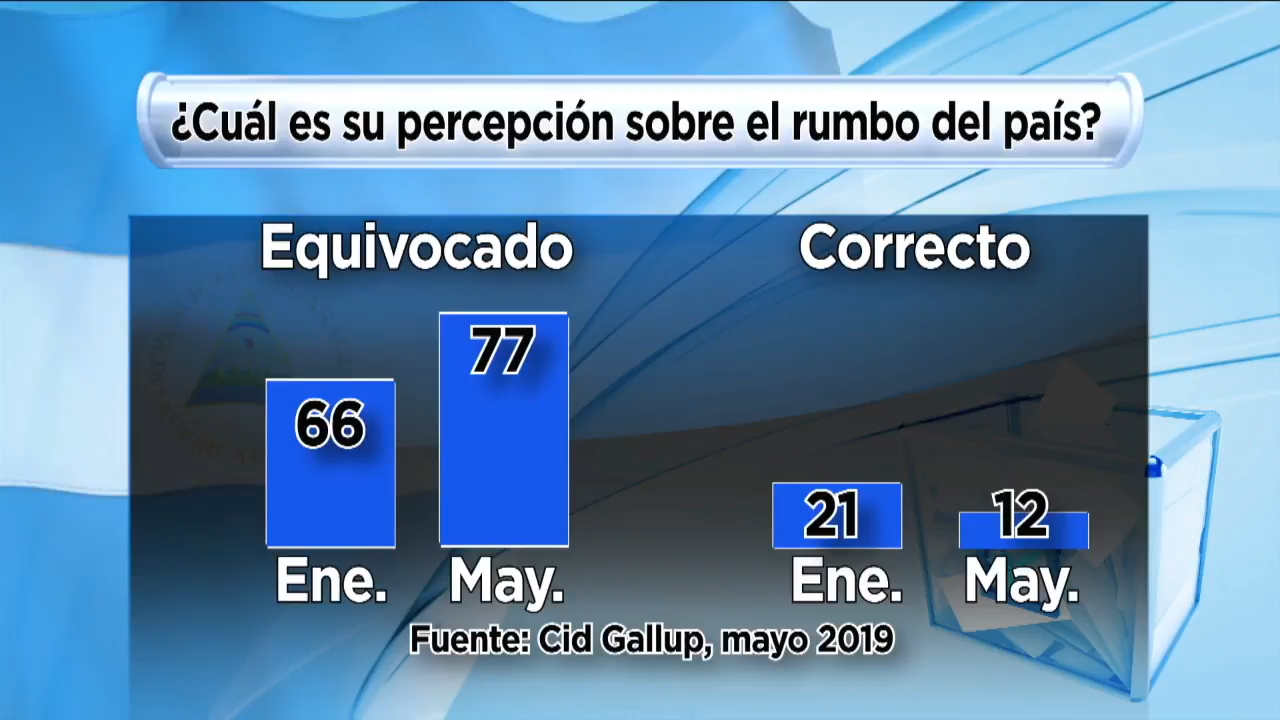 ¿Cuál es su percepción sobre el rumbo del país?
Equivocado
Correcto
66
77
21
12
Ene.
May.
Ene.
May.
Fuente: Cid Gallup, mayo 2019